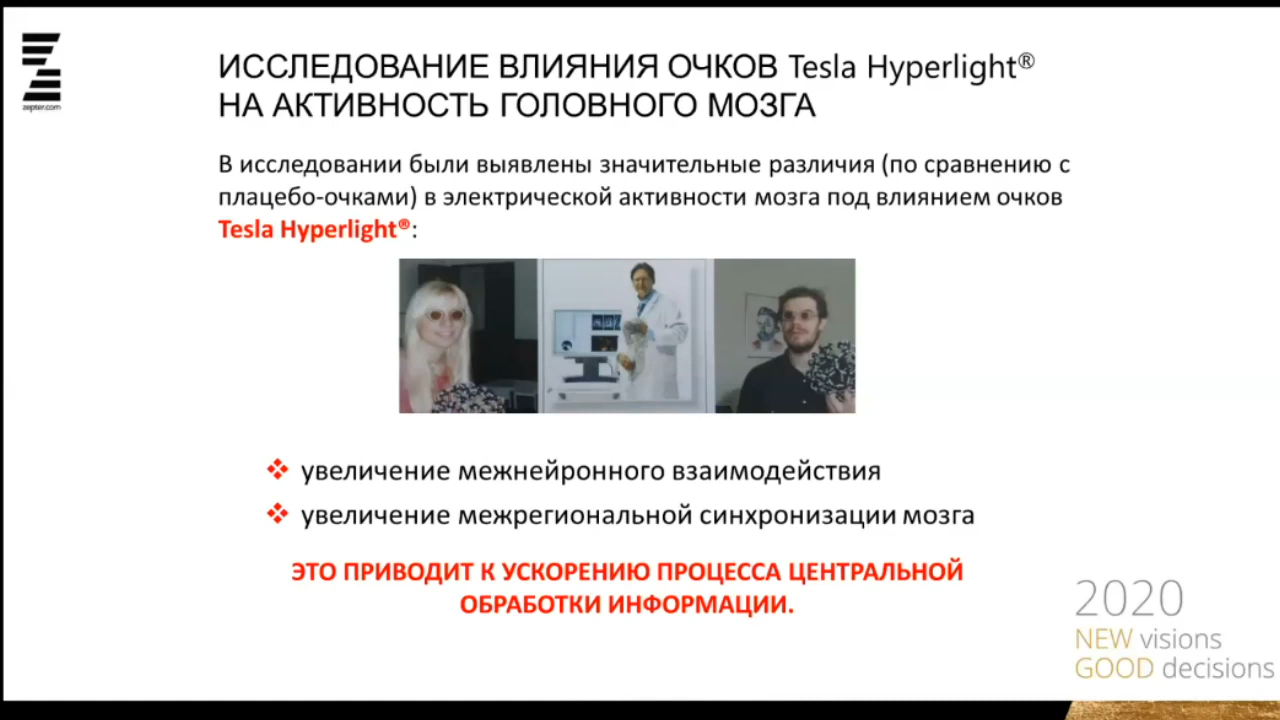 zepter.com
ИССЛЕДОВАНИЕ ВЛИЯНИЯ ОЧКОВ Tesla Hyperlight®
НА АКТИВНОСТЬ ГОЛОВНОГО МОЗГА
В исследовании были выявлены значительные различия (по сравнению с
плацебо-очками) в электрической активности мозга под влиянием очков
Tesla Hyperlight®:
❖ увеличение межнейронного взаимодействия
❖ увеличение межрегиональной синхронизации мозга
ЭТО ПРИВОДИТ К УСКОРЕНИЮ ПРОЦЕССА ЦЕНТРАЛЬНОЙ
ОБРАБОТКИ ИНФОРМАЦИИ.
2020
NEW visions
GOOD decisions